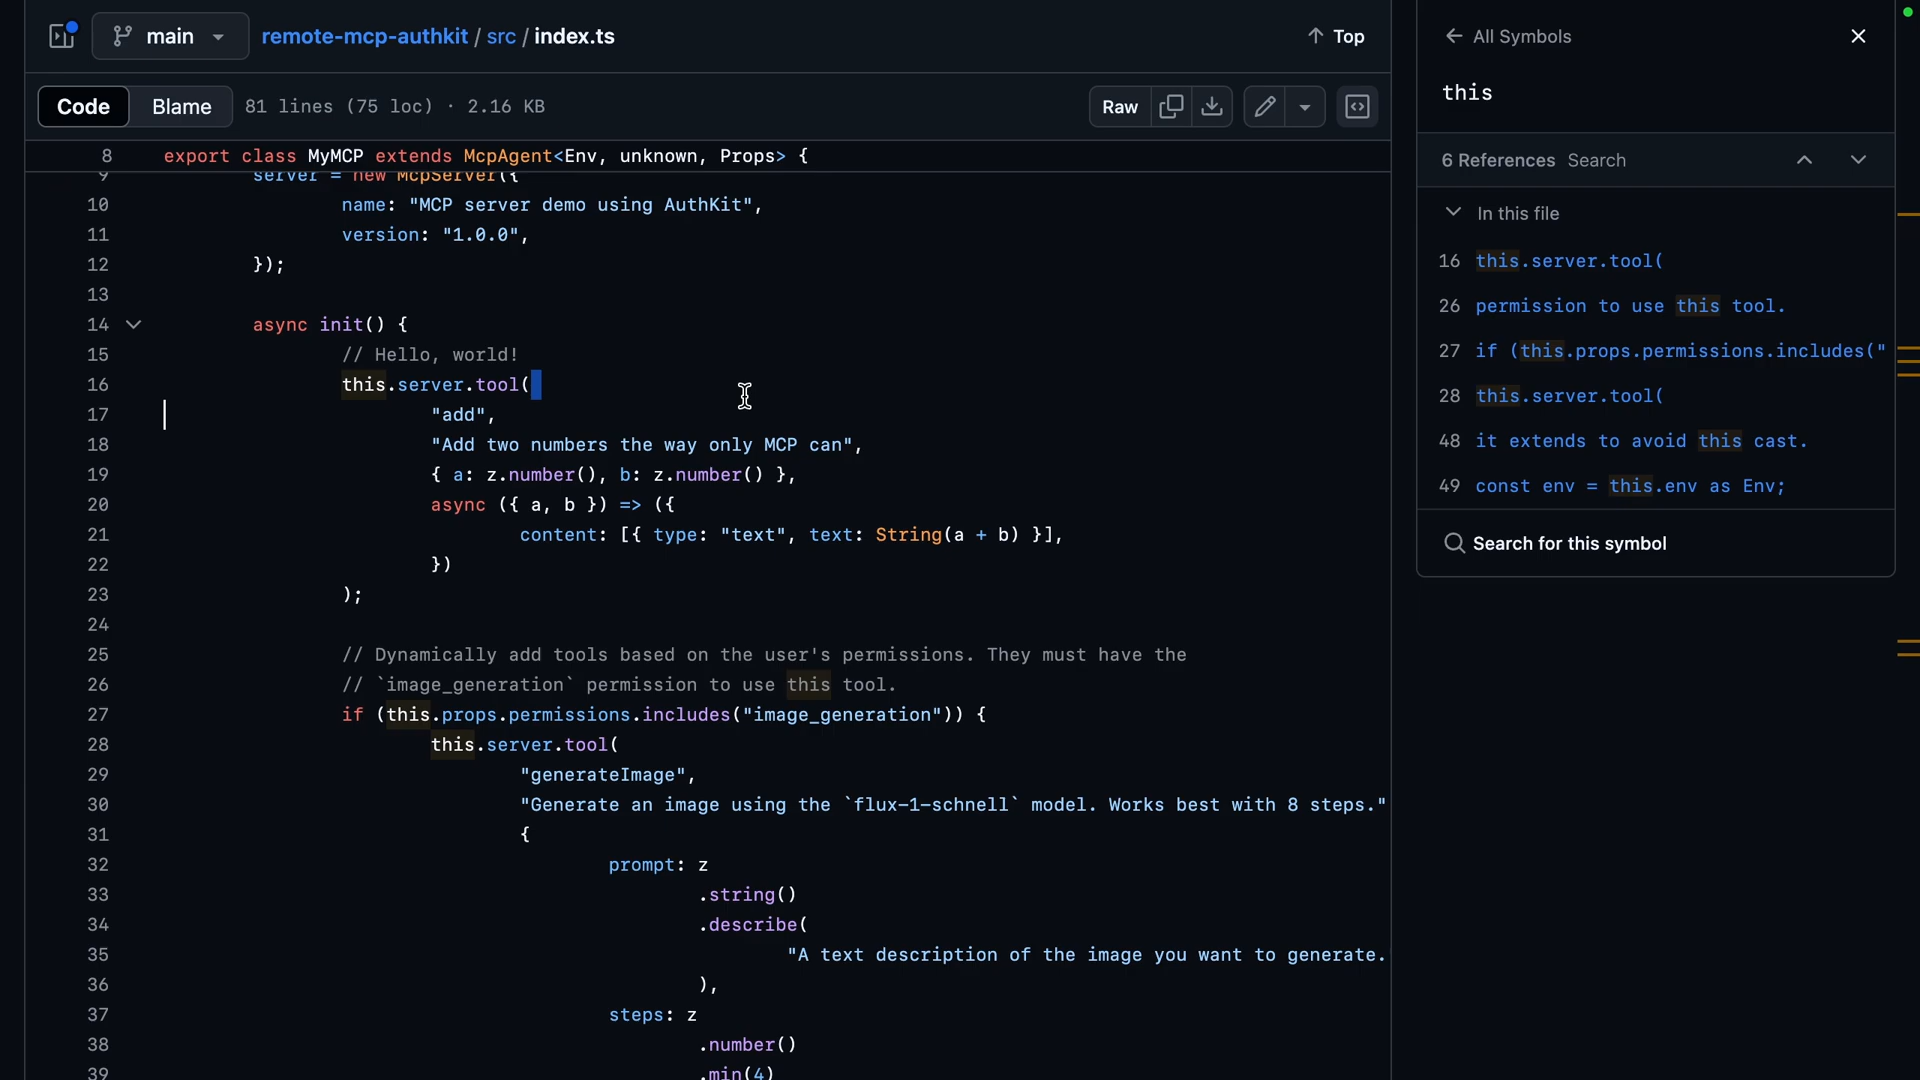 main
remote-mcp-authkit / src / index.ts
Top
Code
Blame
81 lines (75 loc) · 2.16 KB
Raw
8 export class MyMCP extends McpAgent<Env, unknown, Props> {
9 server = new McpServer({
10 name: "MCP server demo using AuthKit",
11 version: "1.0.0",
12 });
13
14 async init() {
15 // Hello, world!
16 this.server.tool(
17 "add",
18 "Add two numbers the way only MCP can",
19 { a: z.number(), b: z.number() },
20 async ({ a, b }) => ({
21 content: [{ type: "text", text: String(a + b) }],
22 })
23 );
24
25 // Dynamically add tools based on the user's permissions. They must have the
26 // `image_generation` permission to use this tool.
27 if (this.props.permissions.includes("image_generation")) {
28 this.server.tool(
29 "generateImage",
30 "Generate an image using the `flux-1-schnell` model. Works best with 8 steps."
31 {
32 prompt: z
33 .string()
34 .describe(
35 "A text description of the image you want to generate.
36 ),
37 steps: z
38 .number()
39 .min(4)
All Symbols
this
6 References Search
In this file
16 this.server.tool(
26 permission to use this tool.
27 if (this.props.permissions.includes("
28 this.server.tool(
48 it extends to avoid this cast.
49 const env = this.env as Env;
Search for this symbol